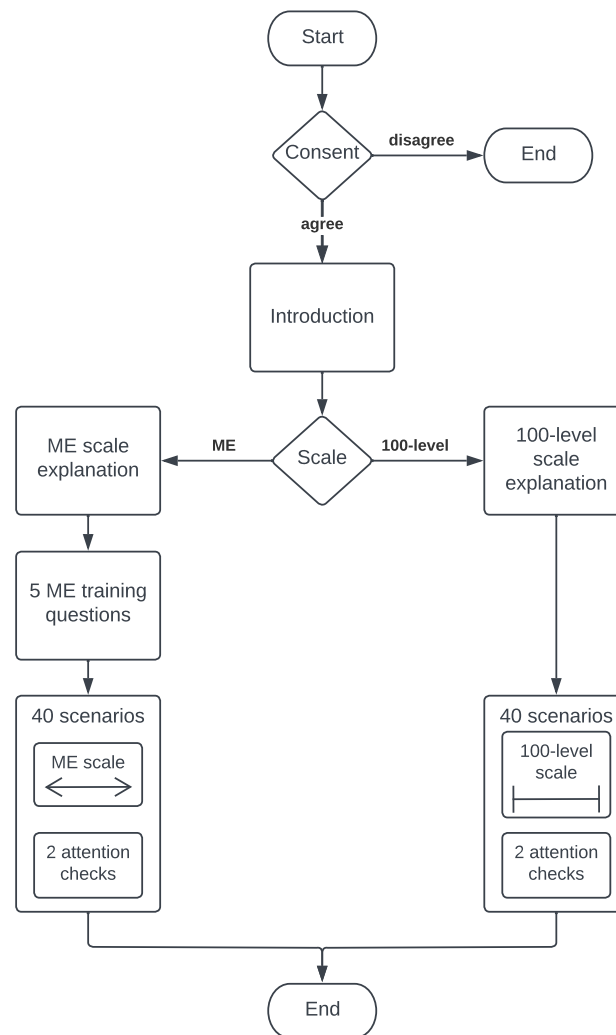 Start
Consent
disagree
End
agree
Introduction
ME scale
explanation
ME
Scale
100-level
100-level
scale
explanation
5 ME training
questions
40 scenarios
ME scale
2 attention
checks
40 scenarios
100-level
scale
2 attention
checks
End